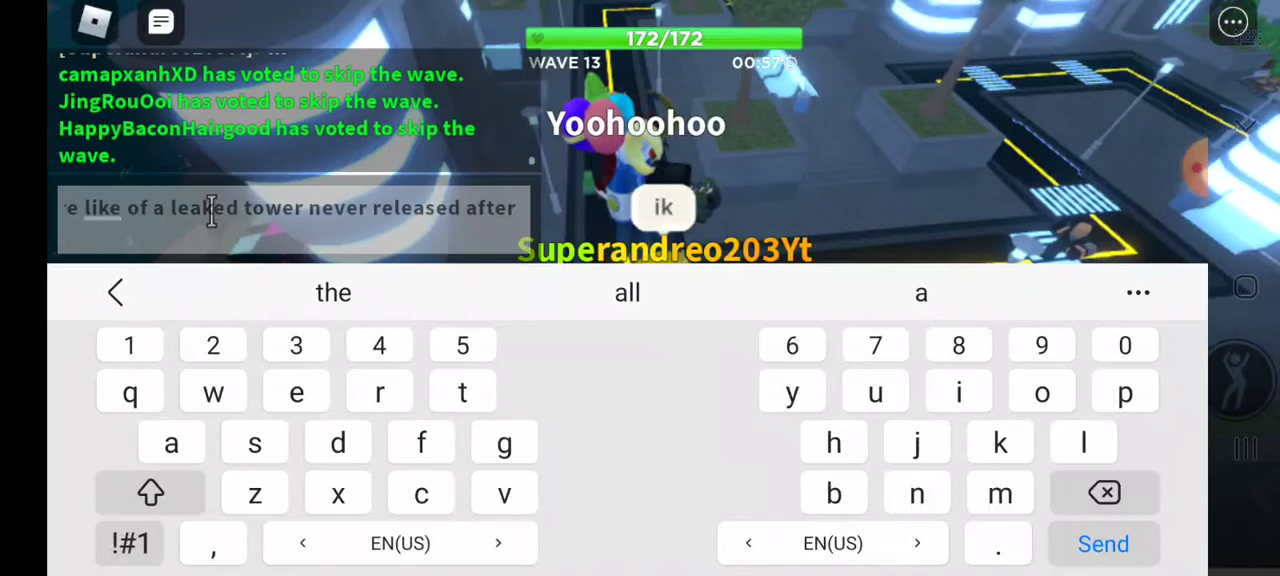 172/172
WAVE 13
00:57
camapxanhXD has voted to skip the wave.
JingRouOoi has voted to skip the wave.
HappyBaconHairgood has voted to skip the
wave.
Yoohoohoo
e like of a leaked tower never released after
ik
Superandreo203Yt
the all a
1 2 3 4 5 6 7 8 9 0
q w e r t y u i o p
a s d f g h j k l
z x c v b n m
!#1 , < EN(US) > < EN(US) > . Send